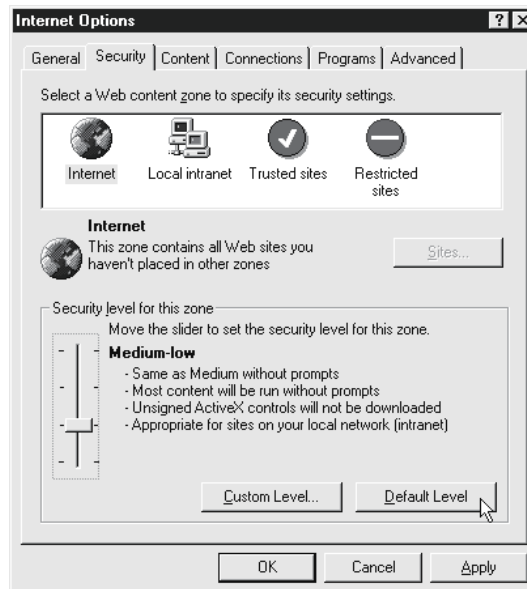 Internet Options
General Security Content Connections Programs Advanced
Select a Web content zone to specify its security settings.
Internet Local intranet Trusted sites Restricted sites
Internet
This zone contains all Web sites you
haven't placed in other zones
Sites...
Security level for this zone
Move the slider to set the security level for this zone.
Medium-low
- Same as Medium without prompts
- Most content will be run without prompts
- Unsigned ActiveX controls will not be downloaded
- Appropriate for sites on your local network (intranet)
Custom Level... Default Level
OK Cancel Apply